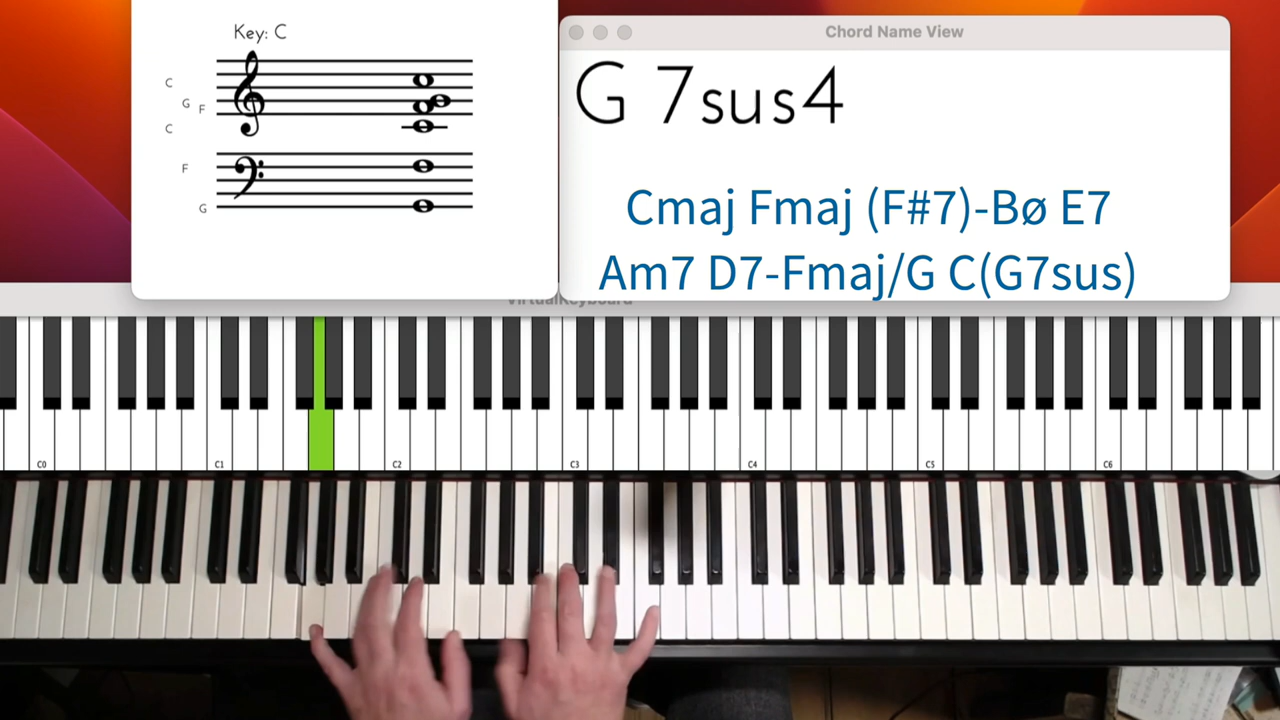 Key: C
C
G F
C
F
G
Chord Name View
G 7sus4
Cmaj Fmaj (F#7)-Bø E7
Am7 D7-Fmaj/G C(G7sus)
VirtualKeyboard
C0 C1 C2 C3 C4 C5 C6